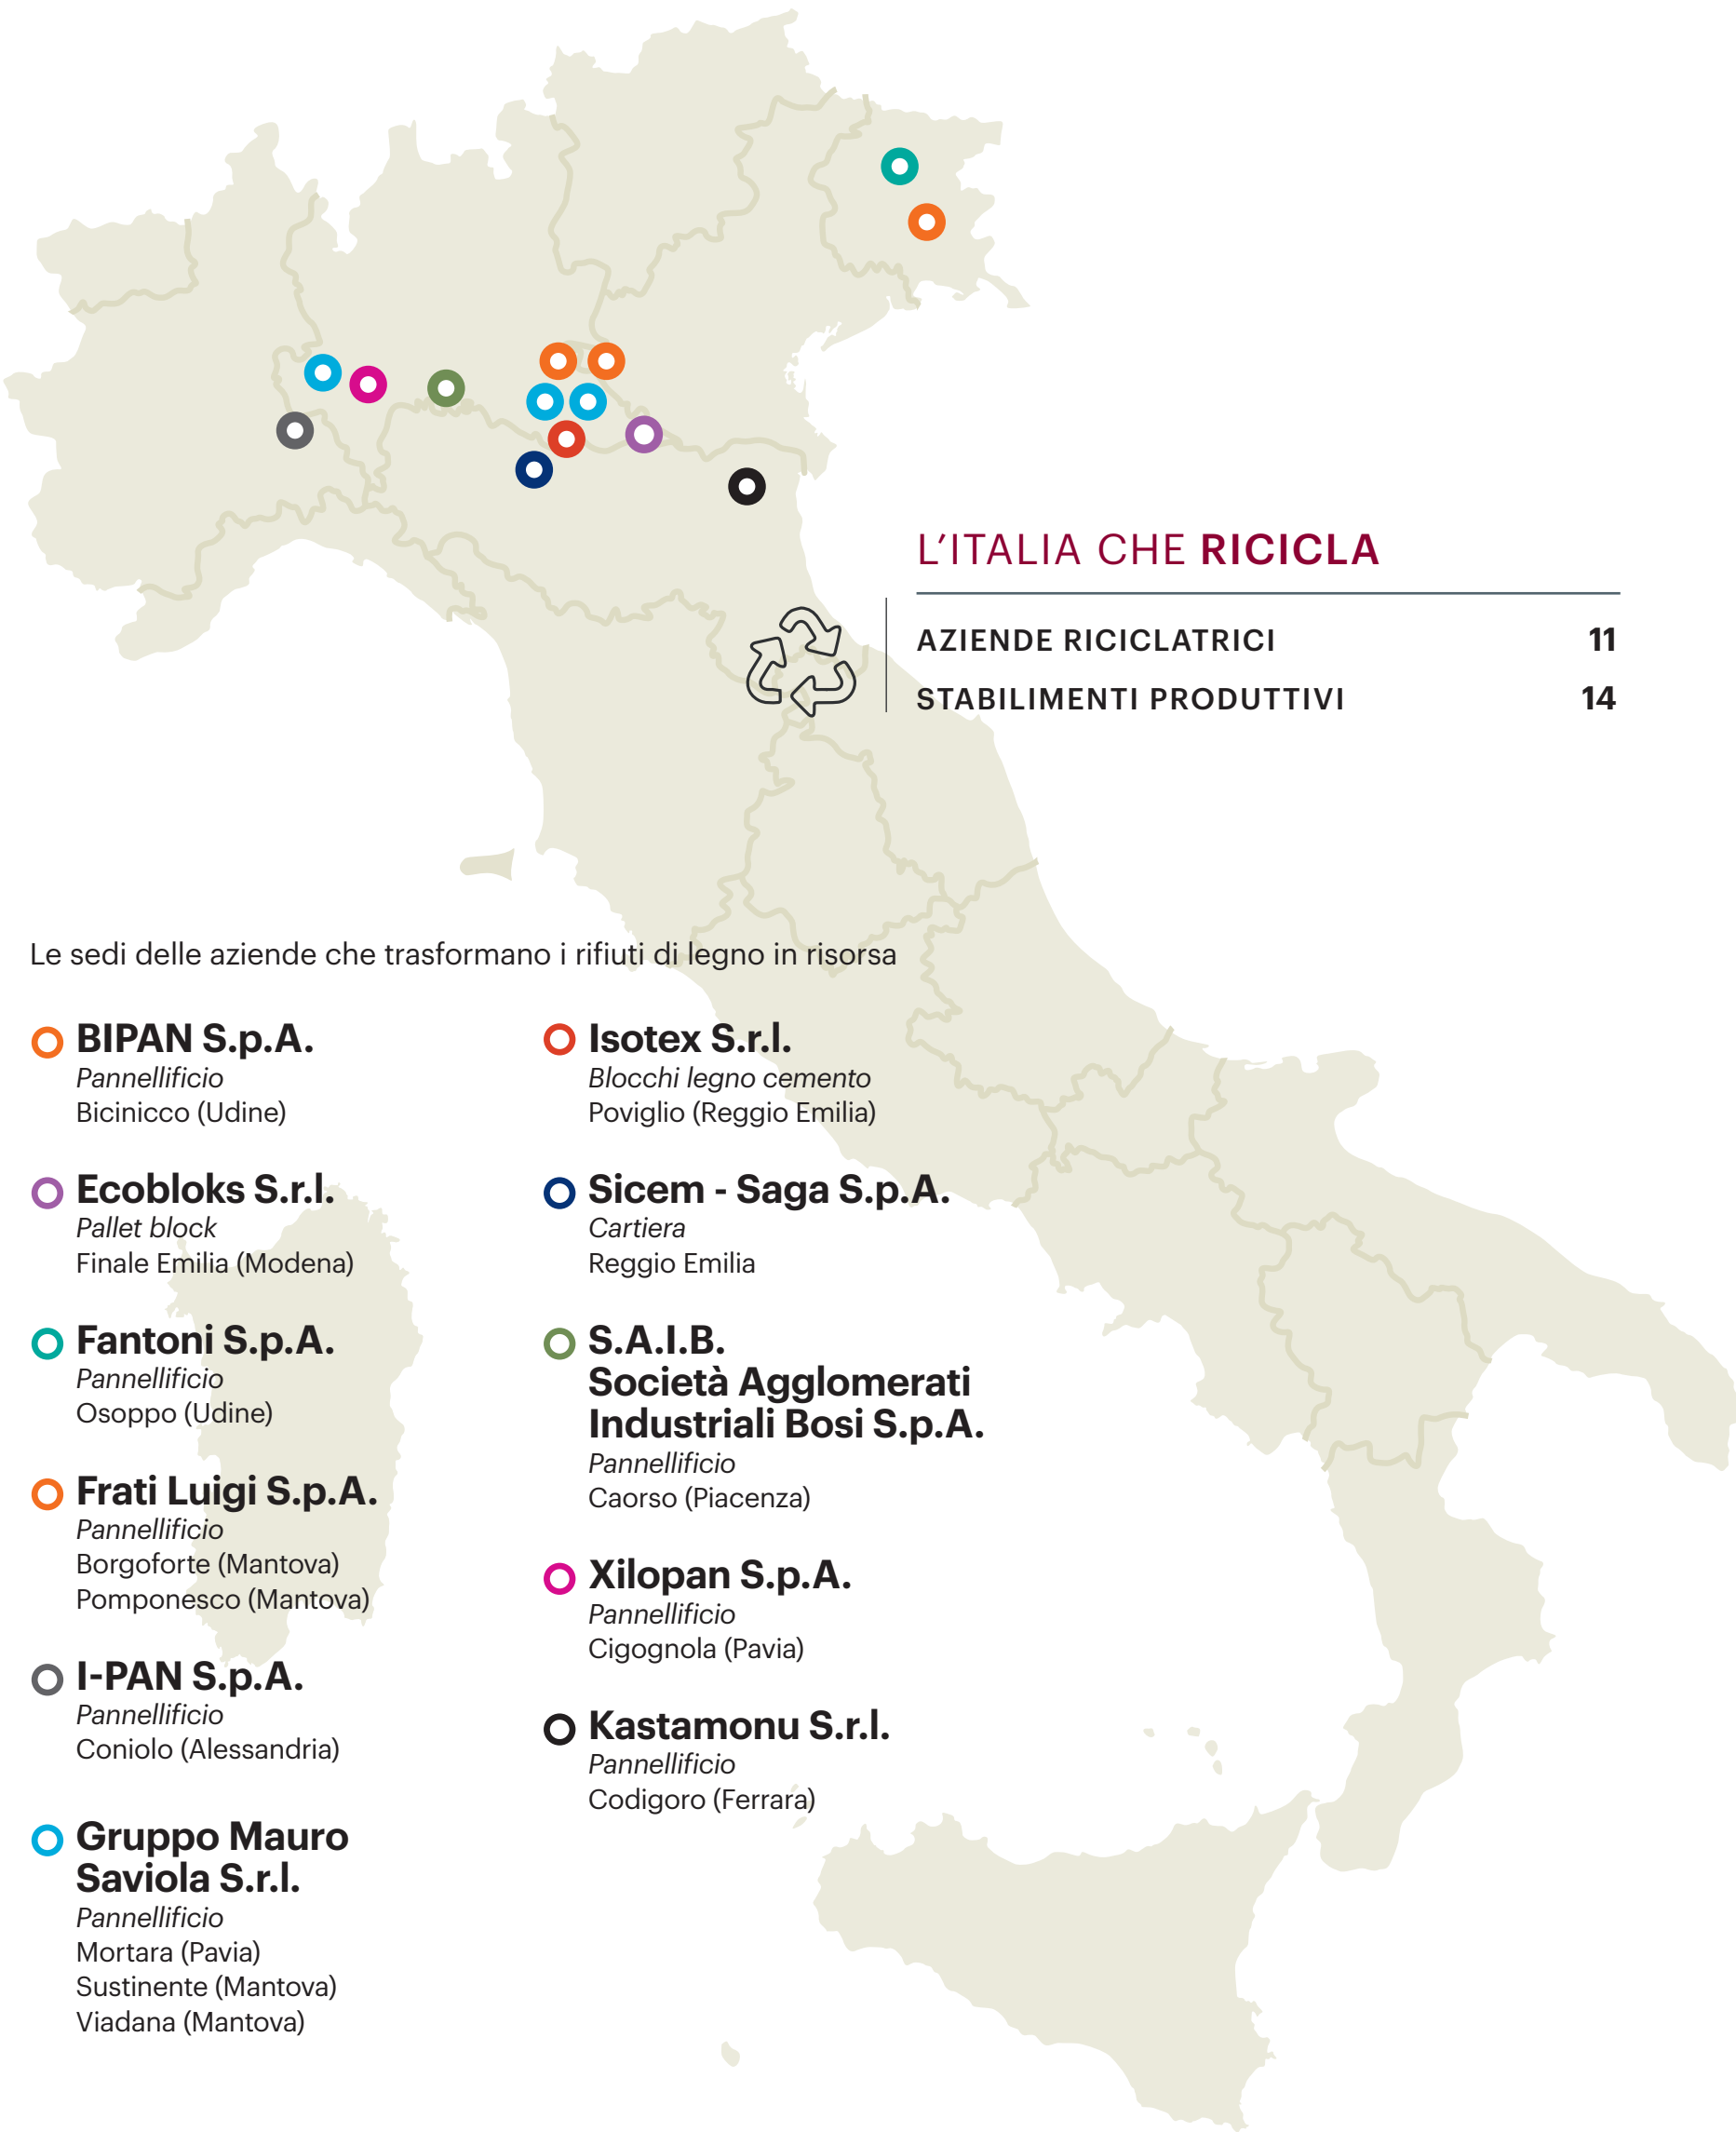 L'ITALIA CHE RICICLA
AZIENDE RICICLATRICI 11
STABILIMENTI PRODUTTIVI 14
Le sedi delle aziende che trasformano i rifiuti di legno in risorsa
BIPAN S.p.A.
Pannellificio
Bicinicco (Udine)
Ecobloks S.r.l.
Pallet block
Finale Emilia (Modena)
Fantoni S.p.A.
Pannellificio
Osoppo (Udine)
Frati Luigi S.p.A.
Pannellificio
Borgoforte (Mantova)
Pomponesco (Mantova)
I-PAN S.p.A.
Pannellificio
Coniolo (Alessandria)
Gruppo Mauro
Saviola S.r.l.
Pannellificio
Mortara (Pavia)
Sustinente (Mantova)
Viadana (Mantova)
Isotex S.r.l.
Blocchi legno cemento
Poviglio (Reggio Emilia)
Sicem - Saga S.p.A.
Cartiera
Reggio Emilia
S.A.I.B.
Società Agglomerati
Industriali Bosi S.p.A.
Pannellificio
Caorso (Piacenza)
Xilopan S.p.A.
Pannellificio
Cigognola (Pavia)
Kastamonu S.r.l.
Pannellificio
Codigoro (Ferrara)